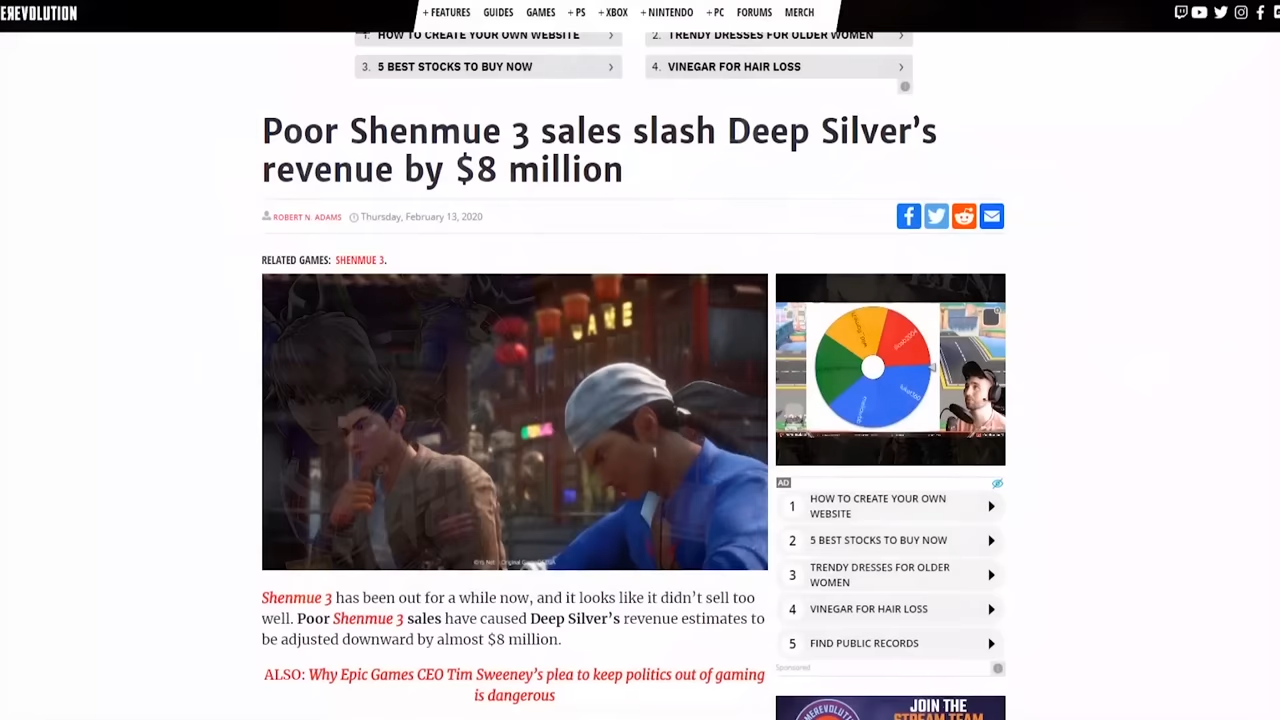 EREVOLUTION
+ FEATURES GUIDES GAMES + PS + XBOX + NINTENDO + PC FORUMS MERCH
1. HOW TO CREATE YOUR OWN WEBSITE
2. TRENDY DRESSES FOR OLDER WOMEN
3. 5 BEST STOCKS TO BUY NOW
4. VINEGAR FOR HAIR LOSS
Poor Shenmue 3 sales slash Deep Silver's
revenue by $8 million
ROBERT N. ADAMS Thursday, February 13, 2020
RELATED GAMES: SHENMUE 3.
GAME
AD
1 HOW TO CREATE YOUR OWN
WEBSITE
2 5 BEST STOCKS TO BUY NOW
3 TRENDY DRESSES FOR OLDER
WOMEN
4 VINEGAR FOR HAIR LOSS
5 FIND PUBLIC RECORDS
Sponsored
Shenmue 3 has been out for a while now, and it looks like it didn't sell too
well. Poor Shenmue 3 sales have caused Deep Silver's revenue estimates to
be adjusted downward by almost $8 million.
ALSO: Why Epic Games CEO Tim Sweeney's plea to keep politics out of gaming
is dangerous
JOIN THE
STREAM TEAM